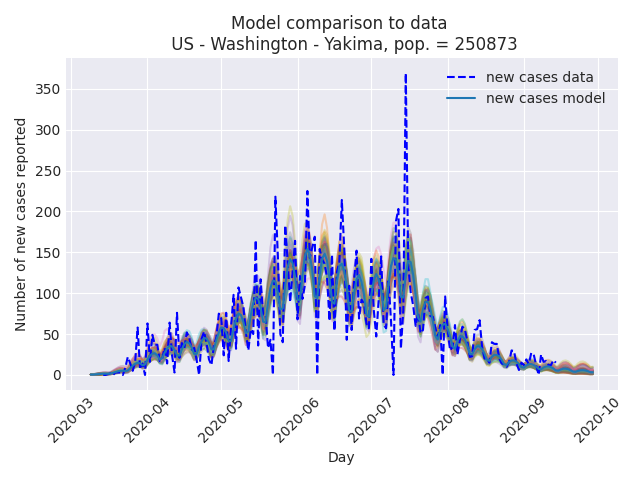 Model comparison to data
US - Washington - Yakima, pop. = 250873
new cases data
new cases model
Number of new cases reported
350
300
250
200
150
100
50
0
2020-03
2020-04
2020-05
2020-06
2020-07
2020-08
2020-09
2020-10
Day